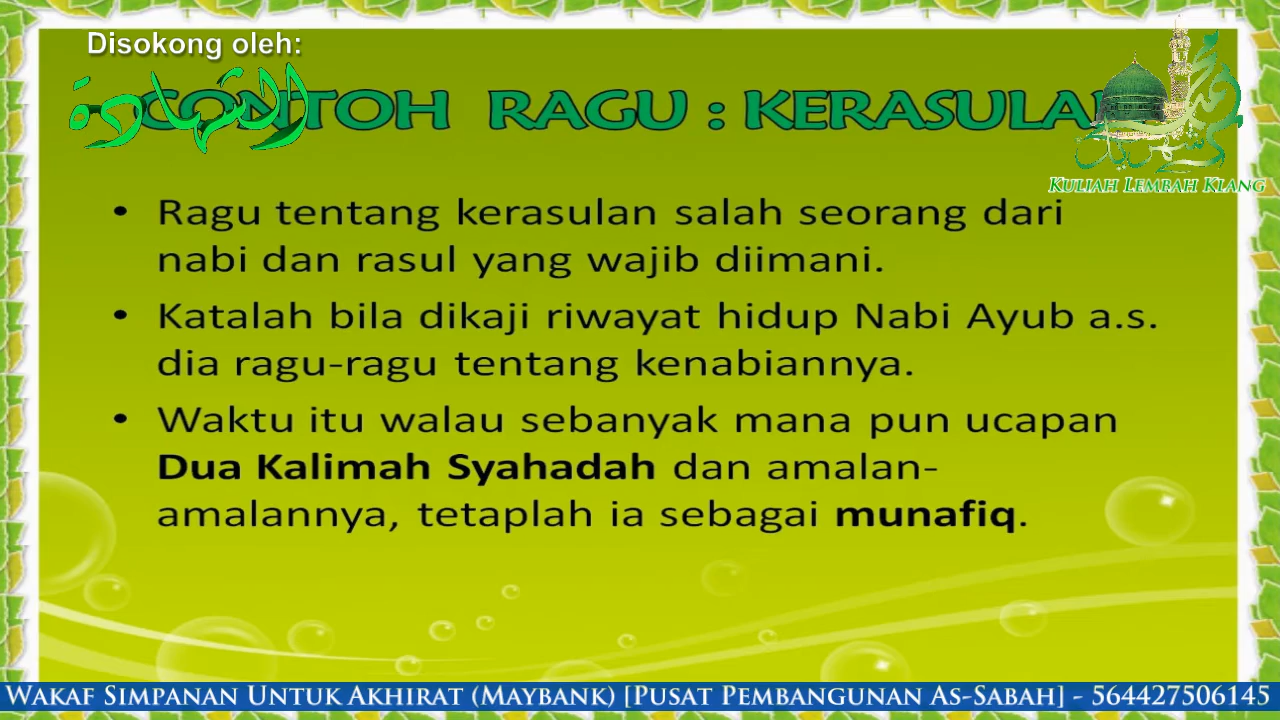 Disokong oleh:
الشهادة
CONTOH RAGU : KERASULAN
KULIAH LEMBAH KLANG
• Ragu tentang kerasulan salah seorang dari
nabi dan rasul yang wajib diimani.
• Katalah bila dikaji riwayat hidup Nabi Ayub a.s.
dia ragu-ragu tentang kenabiannya.
• Waktu itu walau sebanyak mana pun ucapan
Dua Kalimah Syahadah dan amalan-
amalannya, tetaplah ia sebagai munafiq.
WAKAF SIMPANAN UNTUK AKHIRAT (MAYBANK) [PUSAT PEMBANGUNAN AS-SABAH] - 564427506145